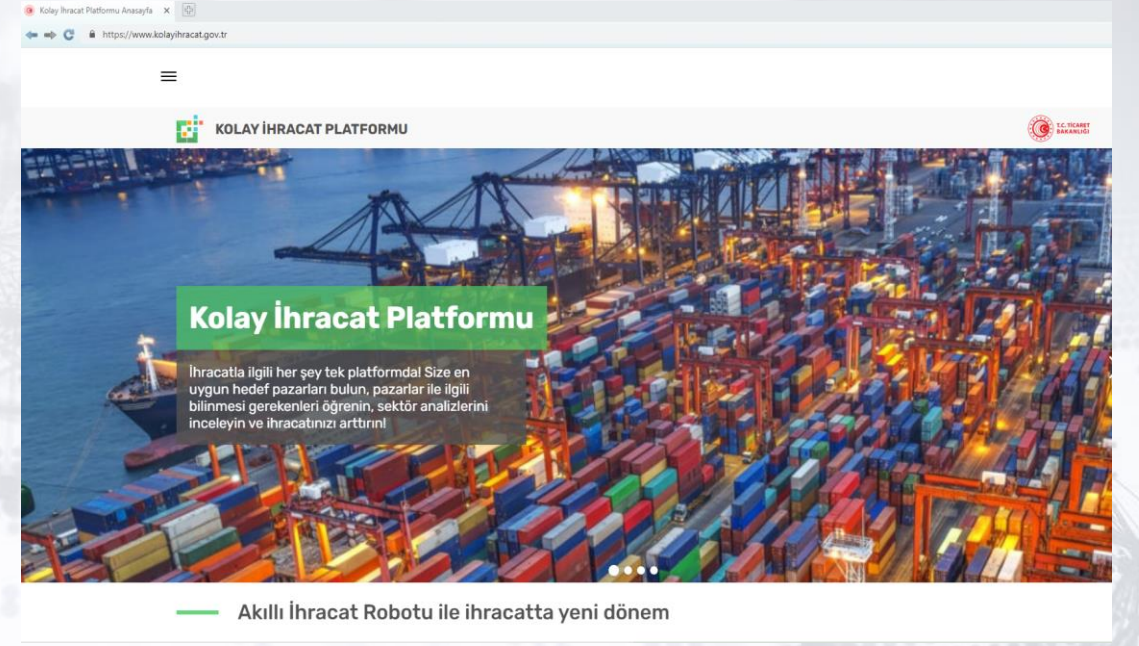 Kolay İhracat Platformu Anasayfa
https://www.kolayihracat.gov.tr
KOLAY İHRACAT PLATFORMU
T.C. TİCARET
BAKANLIĞI
Kolay İhracat Platformu
İhracatla ilgili her şey tek platformda! Size en
uygun hedef pazarları bulun, pazarlar ile ilgili
bilinmesi gerekenleri öğrenin, sektör analizlerini
inceleyin ve ihracatınızı arttırın!
Akıllı İhracat Robotu ile ihracatta yeni dönem